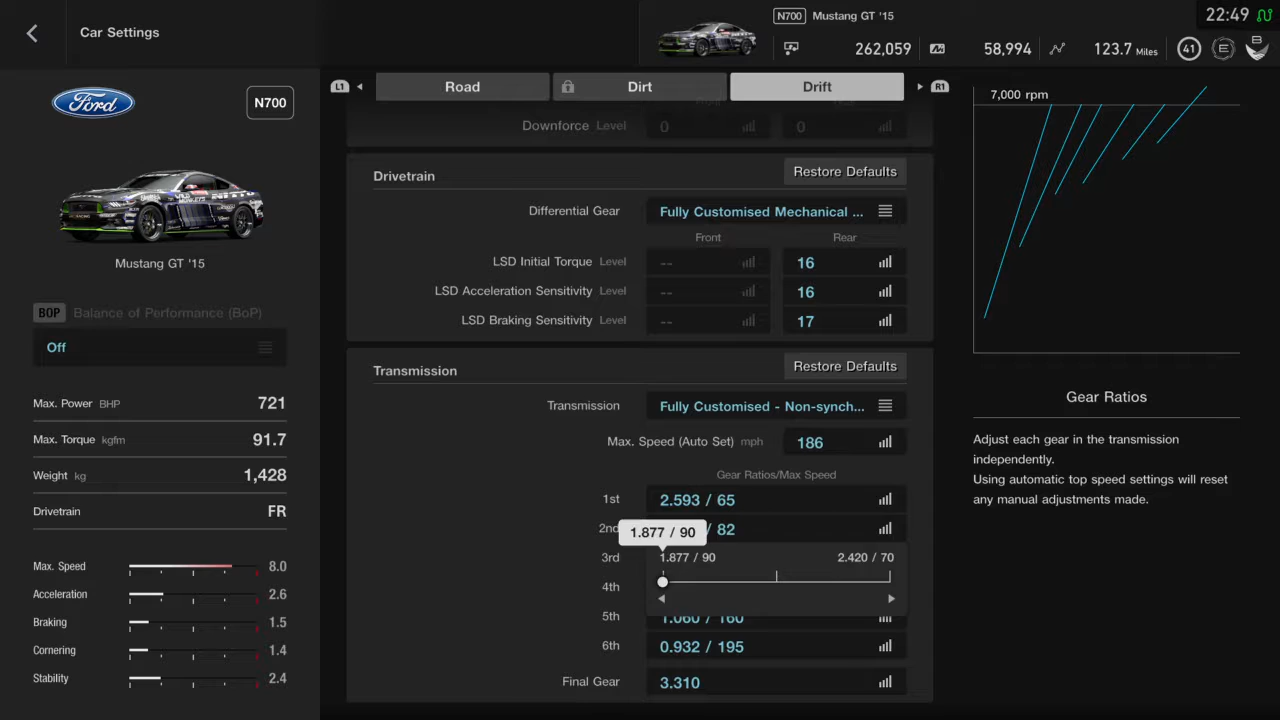 Car Settings
N700 Mustang GT '15
262,059 58,994 123.7 Miles 41 E B
22:49
Ford N700
Mustang GT '15
BOP Balance of Performance (BoP)
Off
Max. Power BHP 721
Max. Torque kgfm 91.7
Weight kg 1,428
Drivetrain FR
Max. Speed 8.0
Acceleration 2.6
Braking 1.5
Cornering 1.4
Stability 2.4
L1 Road Dirt Drift R1
Downforce Level 0 0
Drivetrain Restore Defaults
Differential Gear Fully Customised Mechanical ...
Front Rear
LSD Initial Torque Level -- 16
LSD Acceleration Sensitivity Level -- 16
LSD Braking Sensitivity Level -- 17
Transmission Restore Defaults
Transmission Fully Customised - Non-synch...
Max. Speed (Auto Set) mph 186
Gear Ratios/Max Speed
1st 2.593 / 65
2nd / 82
1.877 / 90
3rd 1.877 / 90 2.420 / 70
4th
5th 1.060 / 160
6th 0.932 / 195
Final Gear 3.310
7,000 rpm
Gear Ratios
Adjust each gear in the transmission
independently.
Using automatic top speed settings will reset
any manual adjustments made.